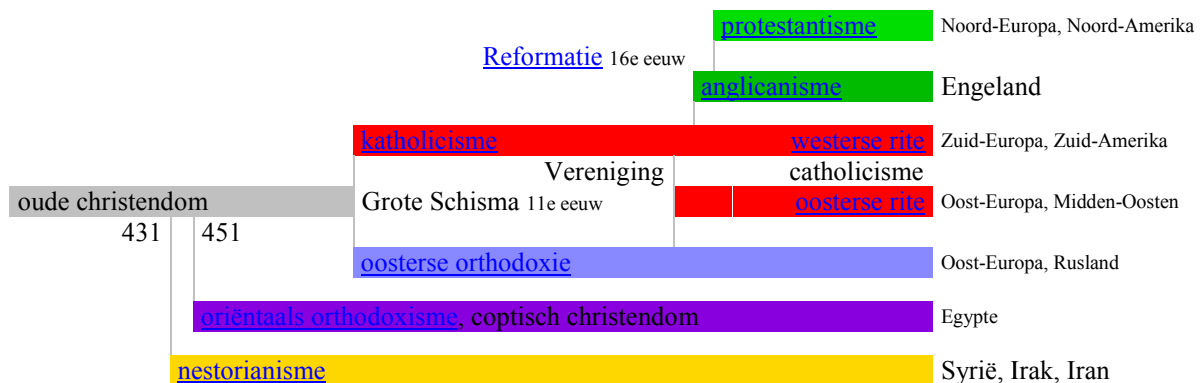 protestantisme Noord-Europa, Noord-Amerika
Reformatie 16e eeuw
anglicanisme Engeland
katholicisme westerse rite Zuid-Europa, Zuid-Amerika
Vereniging catholicisme
oude christendom Grote Schisma 11e eeuw oosterse rite Oost-Europa, Midden-Oosten
431 451
oosterse orthodoxie Oost-Europa, Rusland
oriëntaals orthodoxisme, coptisch christendom Egypte
nestorianisme Syrië, Irak, Iran